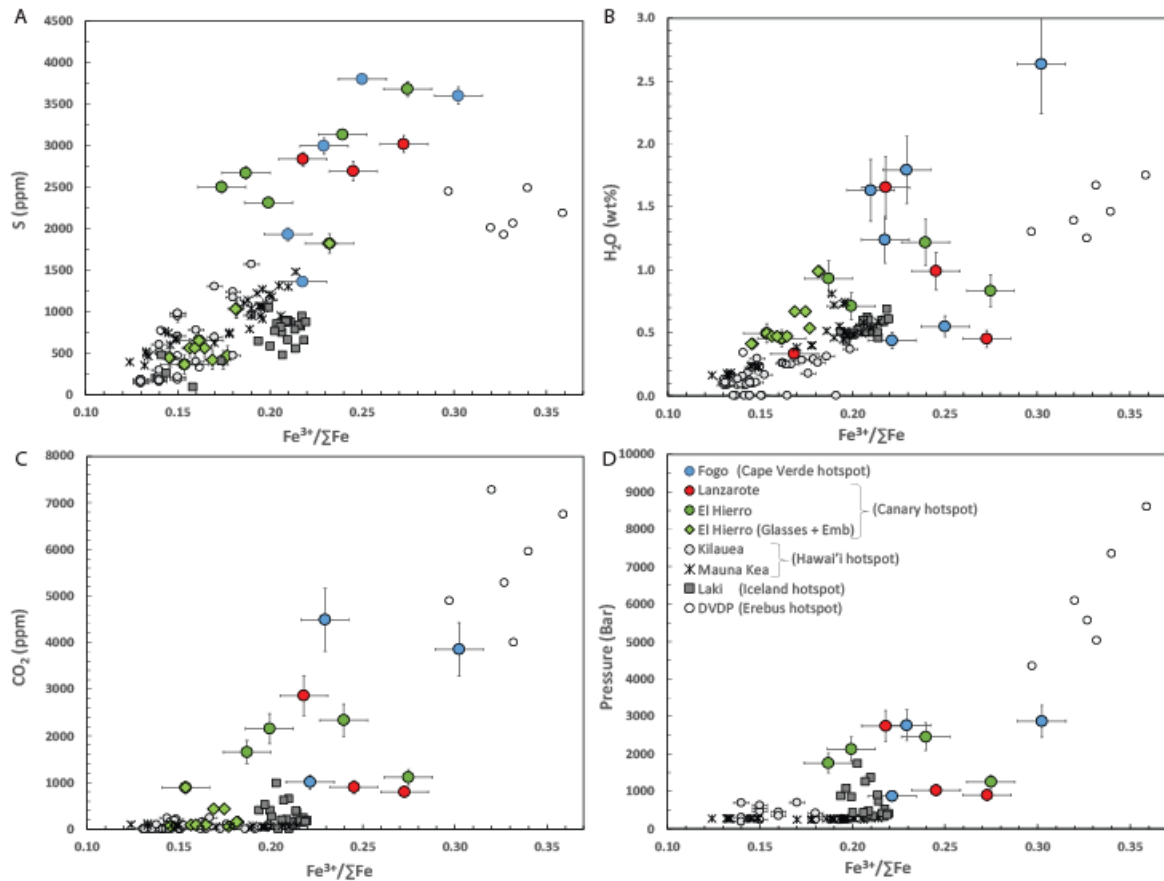 A
4500
4000
3500
3000
2500
2000
1500
1000
500
0
S (ppm)
0.10 0.15 0.20 0.25 0.30 0.35
Fe³⁺/∑Fe
B
3.0
2.5
2.0
1.5
1.0
0.5
0.0
H₂O (wt%)
0.10 0.15 0.20 0.25 0.30 0.35
Fe³⁺/∑Fe
C
8000
7000
6000
5000
4000
3000
2000
1000
0
CO₂ (ppm)
0.10 0.15 0.20 0.25 0.30 0.35
Fe³⁺/∑Fe
D
10000
9000
8000
7000
6000
5000
4000
3000
2000
1000
0
Pressure (Bar)
Fogo (Cape Verde hotspot)
Lanzarote
El Hierro
(Canary hotspot)
El Hierro (Glasses + Emb)
Kilauea
(Hawai'i hotspot)
Mauna Kea
Laki (Iceland hotspot)
DVDP (Erebus hotspot)
0.10 0.15 0.20 0.25 0.30 0.35
Fe³⁺/∑Fe